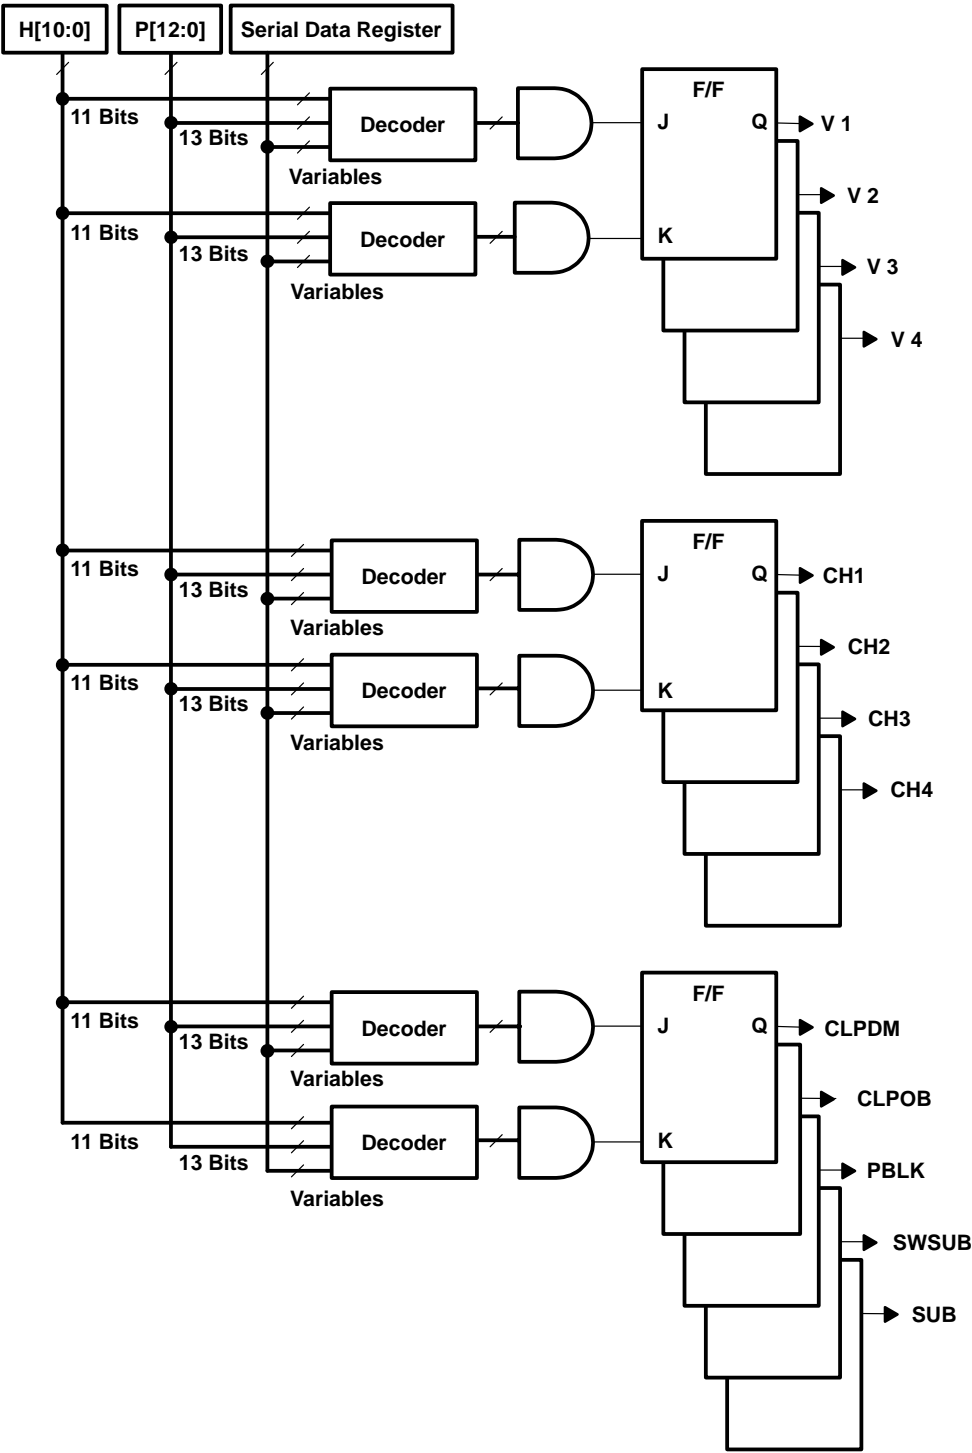 H[10:0]
P[12:0]
Serial Data Register
11 Bits
13 Bits
Variables
Decoder
11 Bits
13 Bits
Variables
Decoder
F/F
J
Q
K
V 1
V 2
V 3
V 4
11 Bits
13 Bits
Variables
Decoder
11 Bits
13 Bits
Variables
Decoder
F/F
J
Q
K
CH1
CH2
CH3
CH4
11 Bits
13 Bits
Variables
Decoder
11 Bits
13 Bits
Variables
Decoder
F/F
J
Q
K
CLPDM
CLPOB
PBLK
SWSUB
SUB